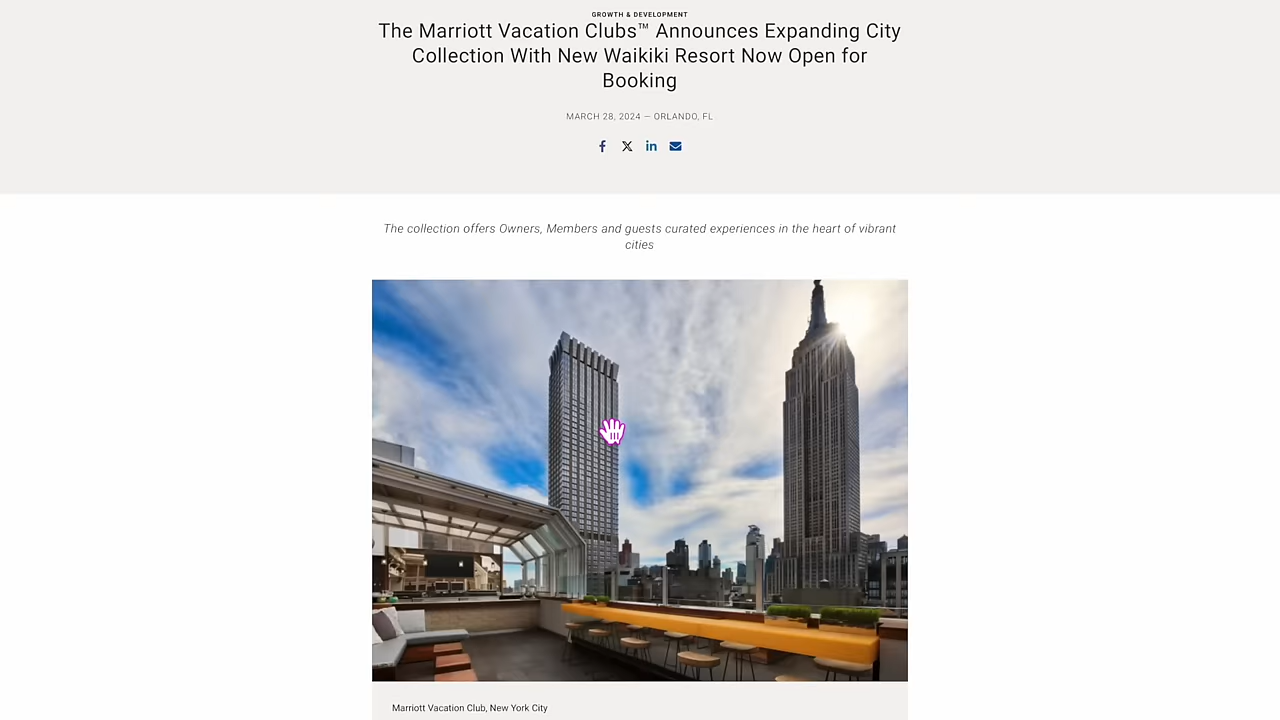 GROWTH & DEVELOPMENT
The Marriott Vacation Clubs™ Announces Expanding City
Collection With New Waikiki Resort Now Open for
Booking
MARCH 28, 2024 — ORLANDO, FL
The collection offers Owners, Members and guests curated experiences in the heart of vibrant
cities
Marriott Vacation Club, New York City